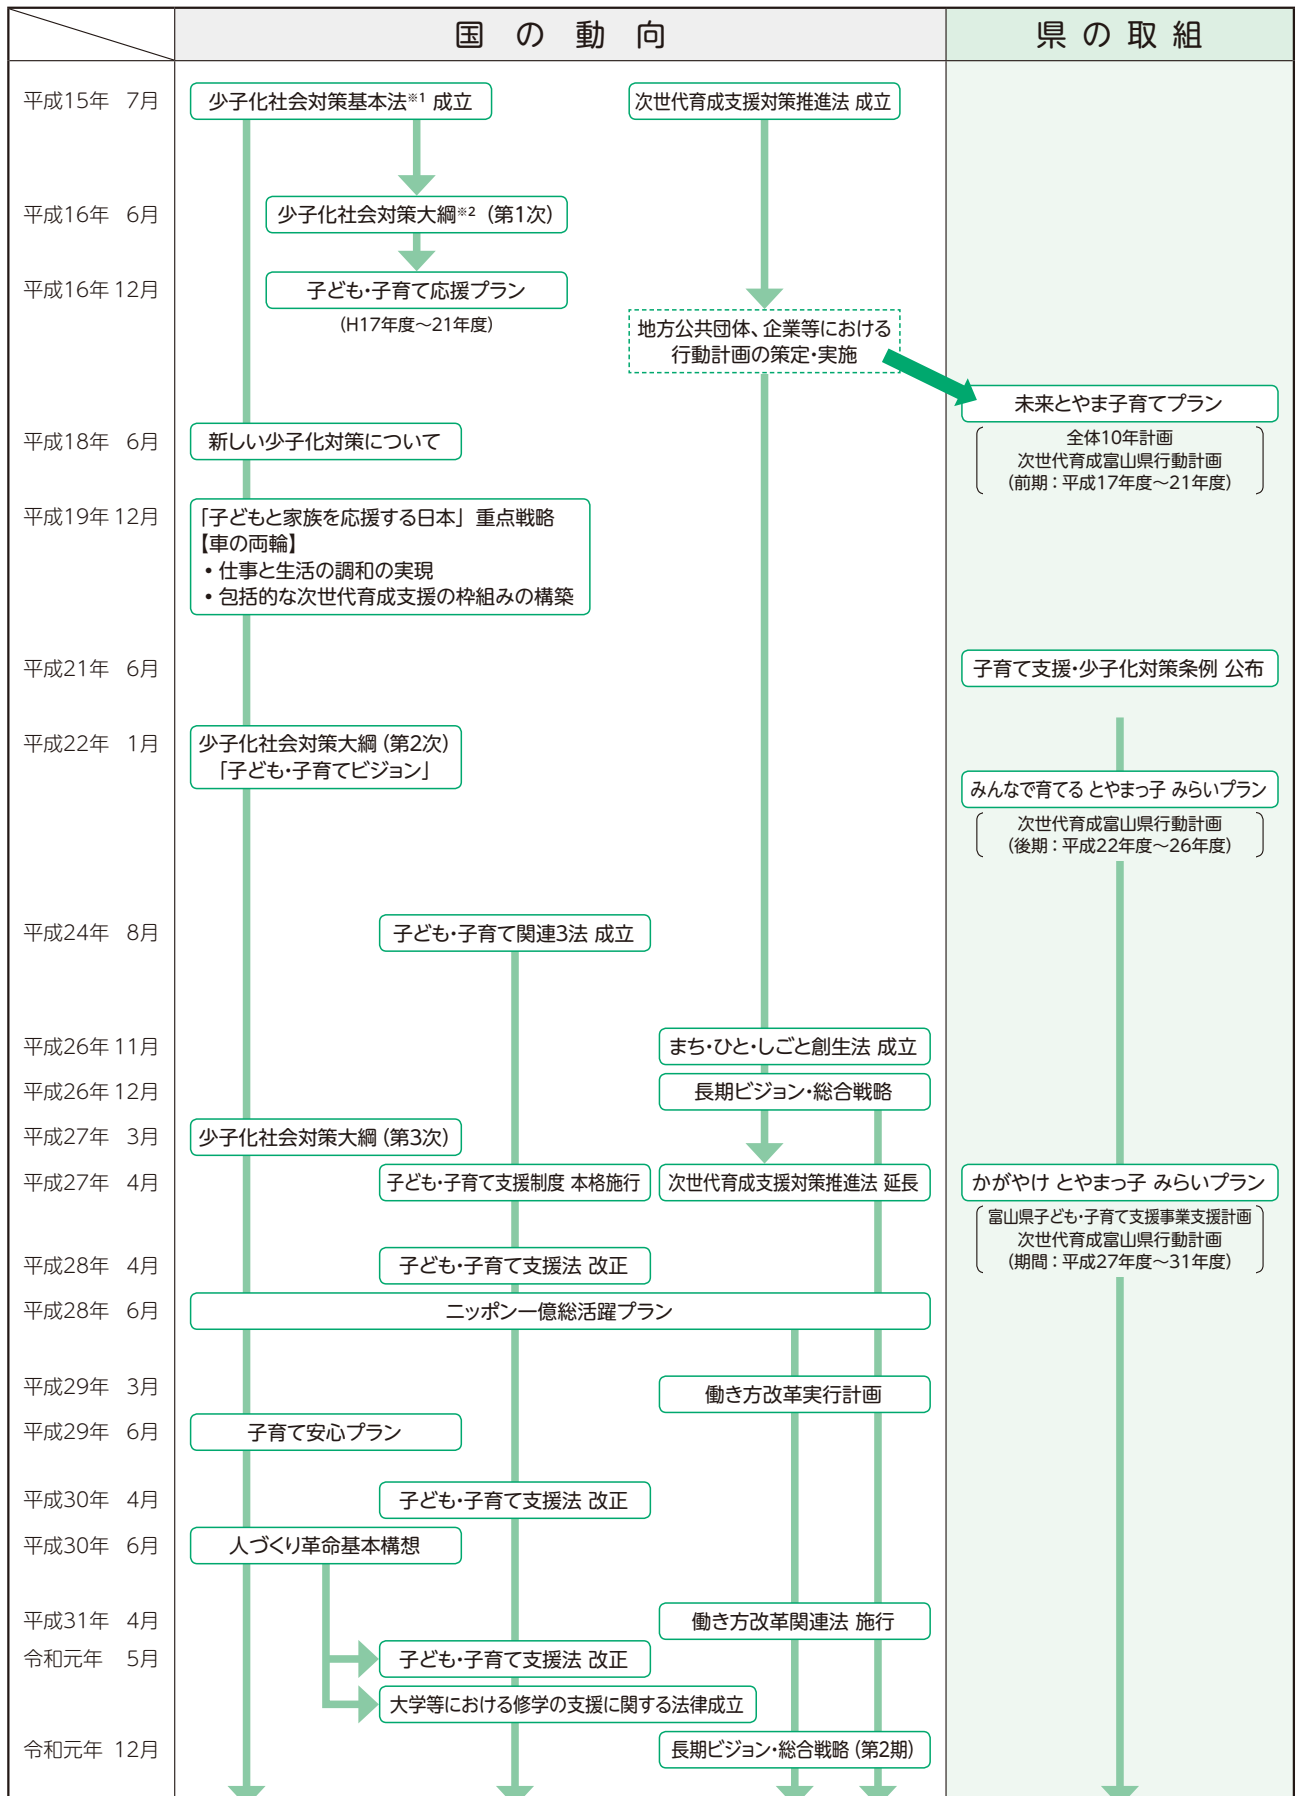 国の動向
県の取組
平成15年 7月
少子化社会対策基本法※1 成立
次世代育成支援対策推進法 成立
平成16年 6月
少子化社会対策大綱※2 (第1次)
平成16年 12月
子ども・子育て応援プラン
(H17年度～21年度)
地方公共団体、企業等における
行動計画の策定・実施
未来とやま子育てプラン
全体10年計画
次世代育成富山県行動計画
(前期：平成17年度～21年度)
平成18年 6月
新しい少子化対策について
平成19年 12月
「子どもと家族を応援する日本」重点戦略
【車の両輪】
• 仕事と生活の調和の実現
• 包括的な次世代育成支援の枠組みの構築
平成21年 6月
子育て支援・少子化対策条例 公布
平成22年 1月
少子化社会対策大綱 (第2次)
「子ども・子育てビジョン」
みんなで育てる とやまっ子 みらいプラン
次世代育成富山県行動計画
(後期：平成22年度～26年度)
平成24年 8月
子ども・子育て関連3法 成立
平成26年 11月
まち・ひと・しごと創生法 成立
平成26年 12月
長期ビジョン・総合戦略
平成27年 3月
少子化社会対策大綱 (第3次)
平成27年 4月
子ども・子育て支援制度 本格施行
次世代育成支援対策推進法 延長
かがやけ とやまっ子 みらいプラン
富山県子ども・子育て支援事業支援計画
次世代育成富山県行動計画
(期間：平成27年度～31年度)
平成28年 4月
子ども・子育て支援法 改正
平成28年 6月
ニッポン一億総活躍プラン
平成29年 3月
働き方改革実行計画
平成29年 6月
子育て安心プラン
平成30年 4月
子ども・子育て支援法 改正
平成30年 6月
人づくり革命基本構想
平成31年 4月
働き方改革関連法 施行
令和元年 5月
子ども・子育て支援法 改正
大学等における修学の支援に関する法律成立
令和元年 12月
長期ビジョン・総合戦略 (第2期)